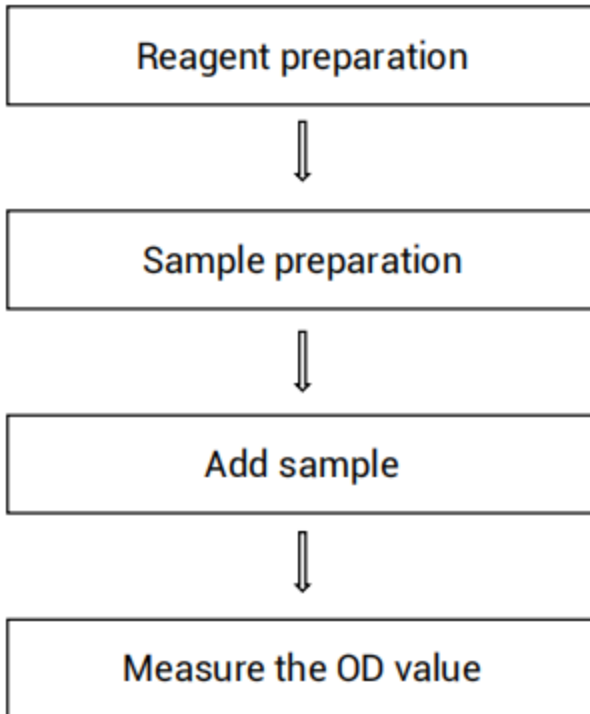 Reagent preparation
Sample preparation
Add sample
Measure the OD value